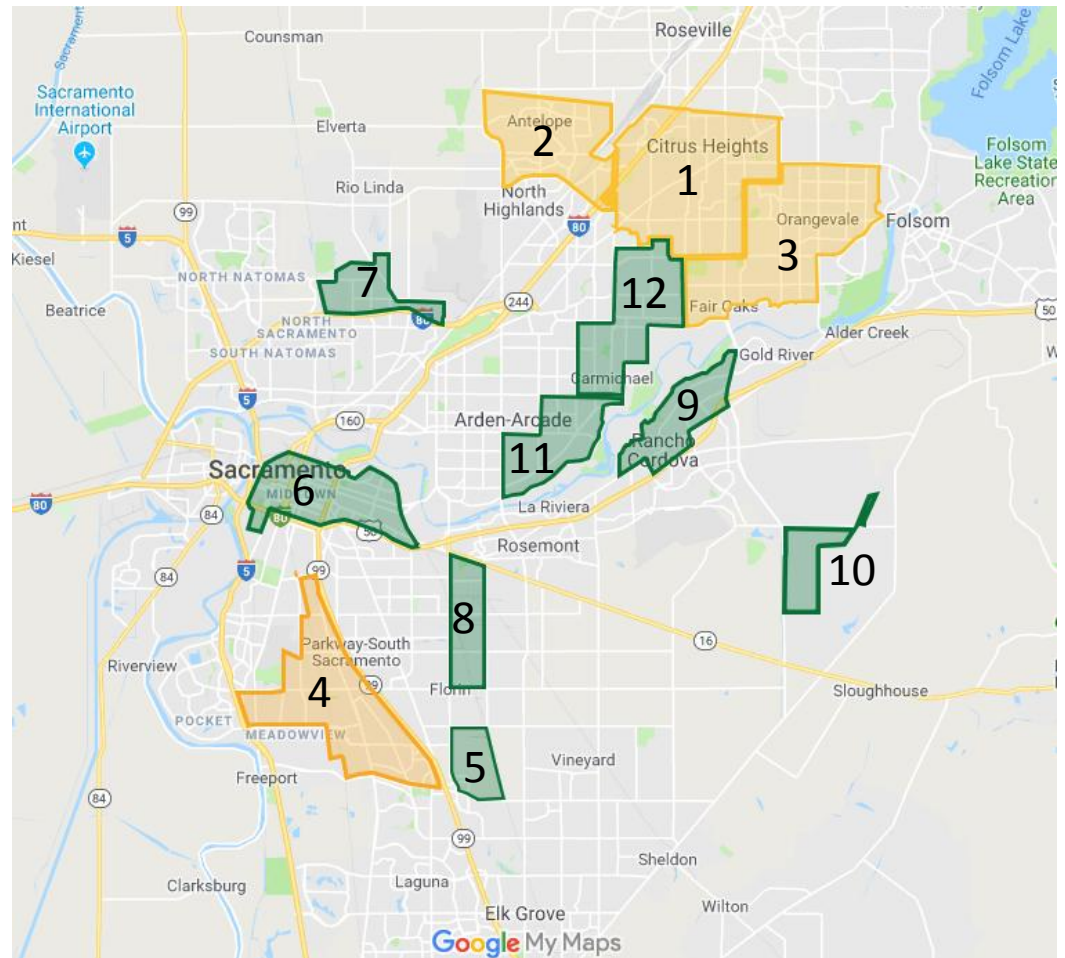 Counsman
Roseville
Sacramento
Folsom Lake
Sacramento
International
Airport
Antelope
2
Elverta
Citrus Heights
1
Folsom
Lake State
Recreation
Area
Rio Linda
North
Highlands
99
80
Orangevale
Folsom
nt
5
Kiesel
3
NORTH NATOMAS
7
12
Beatrice
244
Fair Oaks
50
80
NORTH
SACRAMENTO
SOUTH NATOMAS
Alder Creek
Gold River
W
Carmichael
5
160
Arden-Arcade
9
11
Rancho
Cordova
Sacramento
MIDTOWN
6
80
84
80
50
La Riviera
Rosemont
5
99
84
10
8
16
Parkway-South
Sacramento
Riverview
99
4
Florin
Sloughhouse
POCKET
MEADOWVIEW
5
Vineyard
Freeport
84
99
Sheldon
Clarksburg
Laguna
Wilton
Elk Grove
Google My Maps